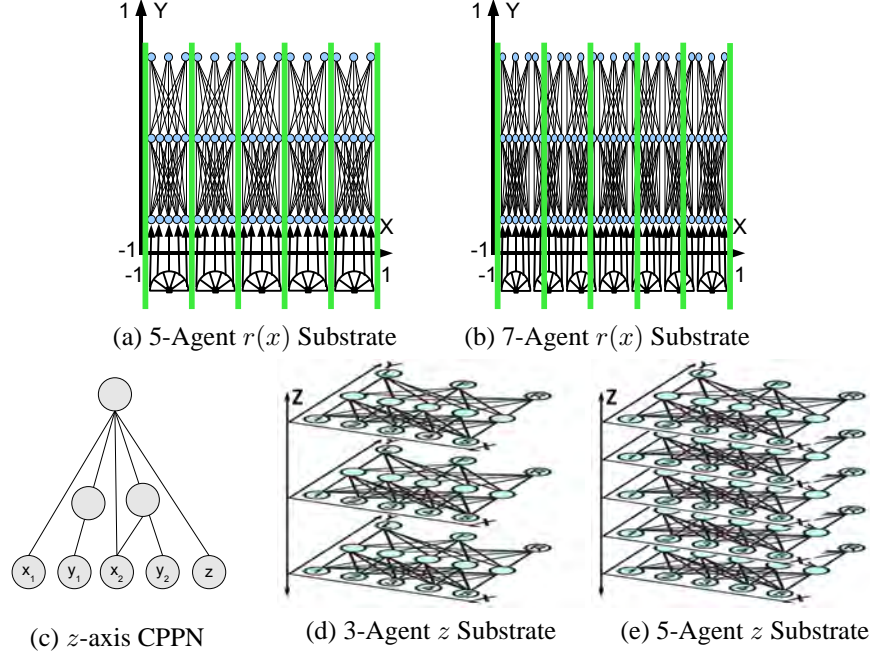 1 Y
1 Y
X
X
-1
-1
-1
1
-1
1
(a) 5-Agent r(x) Substrate
(b) 7-Agent r(x) Substrate
Z
Z
x₁
y₁
x₂
y₂
z
X
X
X
X
(c) z-axis CPPN
(d) 3-Agent z Substrate
(e) 5-Agent z Substrate